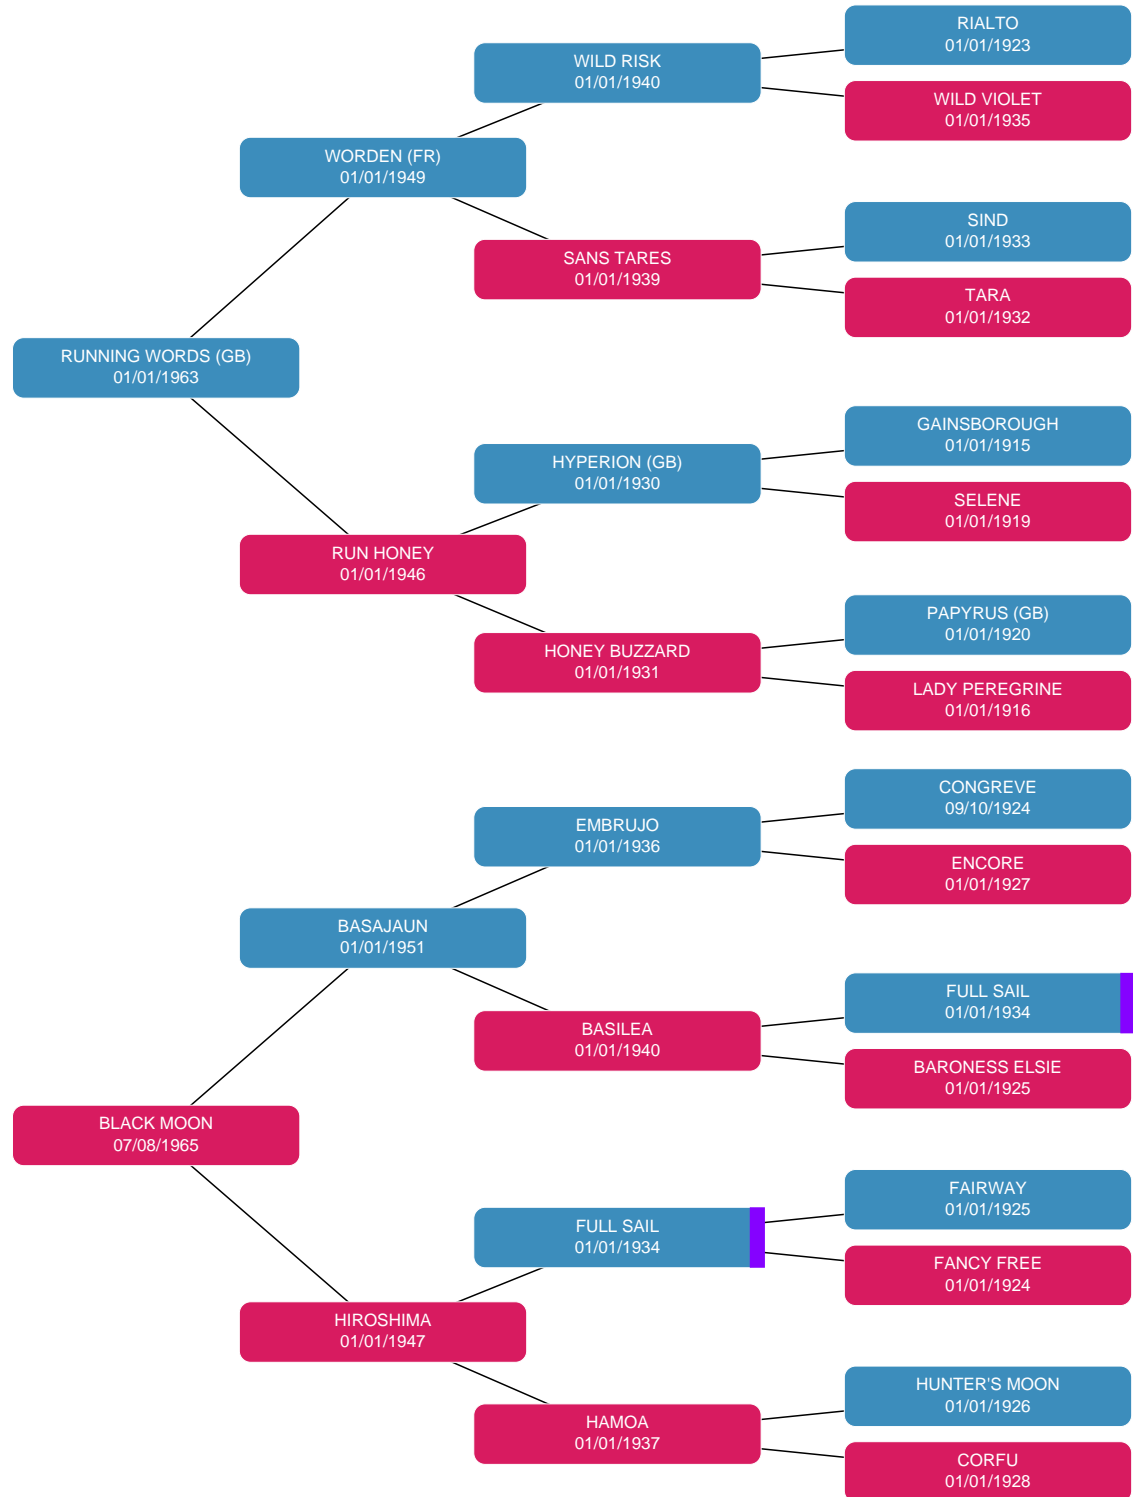 RIALTO
01/01/1923
WILD RISK
01/01/1940
WILD VIOLET
01/01/1935
WORDEN (FR)
01/01/1949
SIND
01/01/1933
SANS TARES
01/01/1939
TARA
01/01/1932
RUNNING WORDS (GB)
01/01/1963
GAINSBOROUGH
01/01/1915
HYPERION (GB)
01/01/1930
SELENE
01/01/1919
RUN HONEY
01/01/1946
PAPYRUS (GB)
01/01/1920
HONEY BUZZARD
01/01/1931
LADY PEREGRINE
01/01/1916
CONGREVE
09/10/1924
EMBRUJO
01/01/1936
ENCORE
01/01/1927
BASAJAUN
01/01/1951
FULL SAIL
01/01/1934
BASILEA
01/01/1940
BARONESS ELSIE
01/01/1925
BLACK MOON
07/08/1965
FAIRWAY
01/01/1925
FULL SAIL
01/01/1934
FANCY FREE
01/01/1924
HIROSHIMA
01/01/1947
HUNTER'S MOON
01/01/1926
HAMOA
01/01/1937
CORFU
01/01/1928